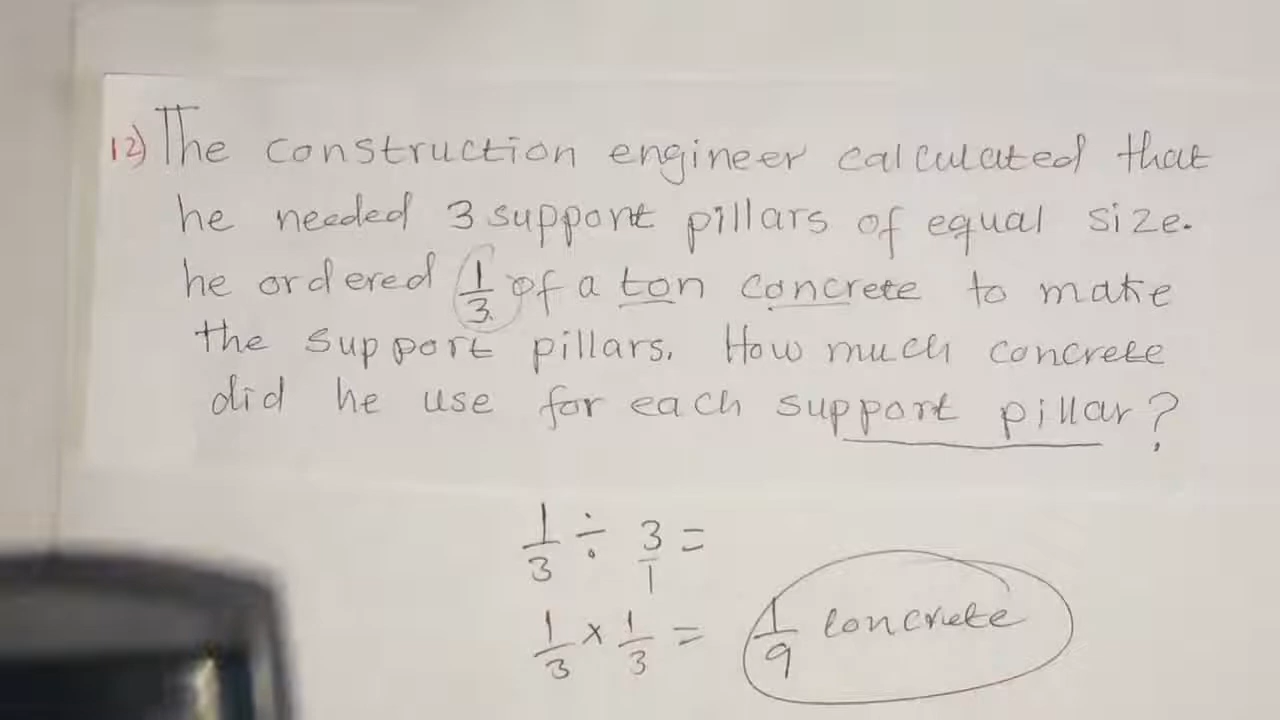 12) The construction engineer calculated that
he needed 3 support pillars of equal size.
he ordered 1/3 of a ton concrete to make
the support pillars. How much concrete
did he use for each support pillar?
1/3 ÷ 3/1 =
1/3 × 1/3 = 1/9 concrete